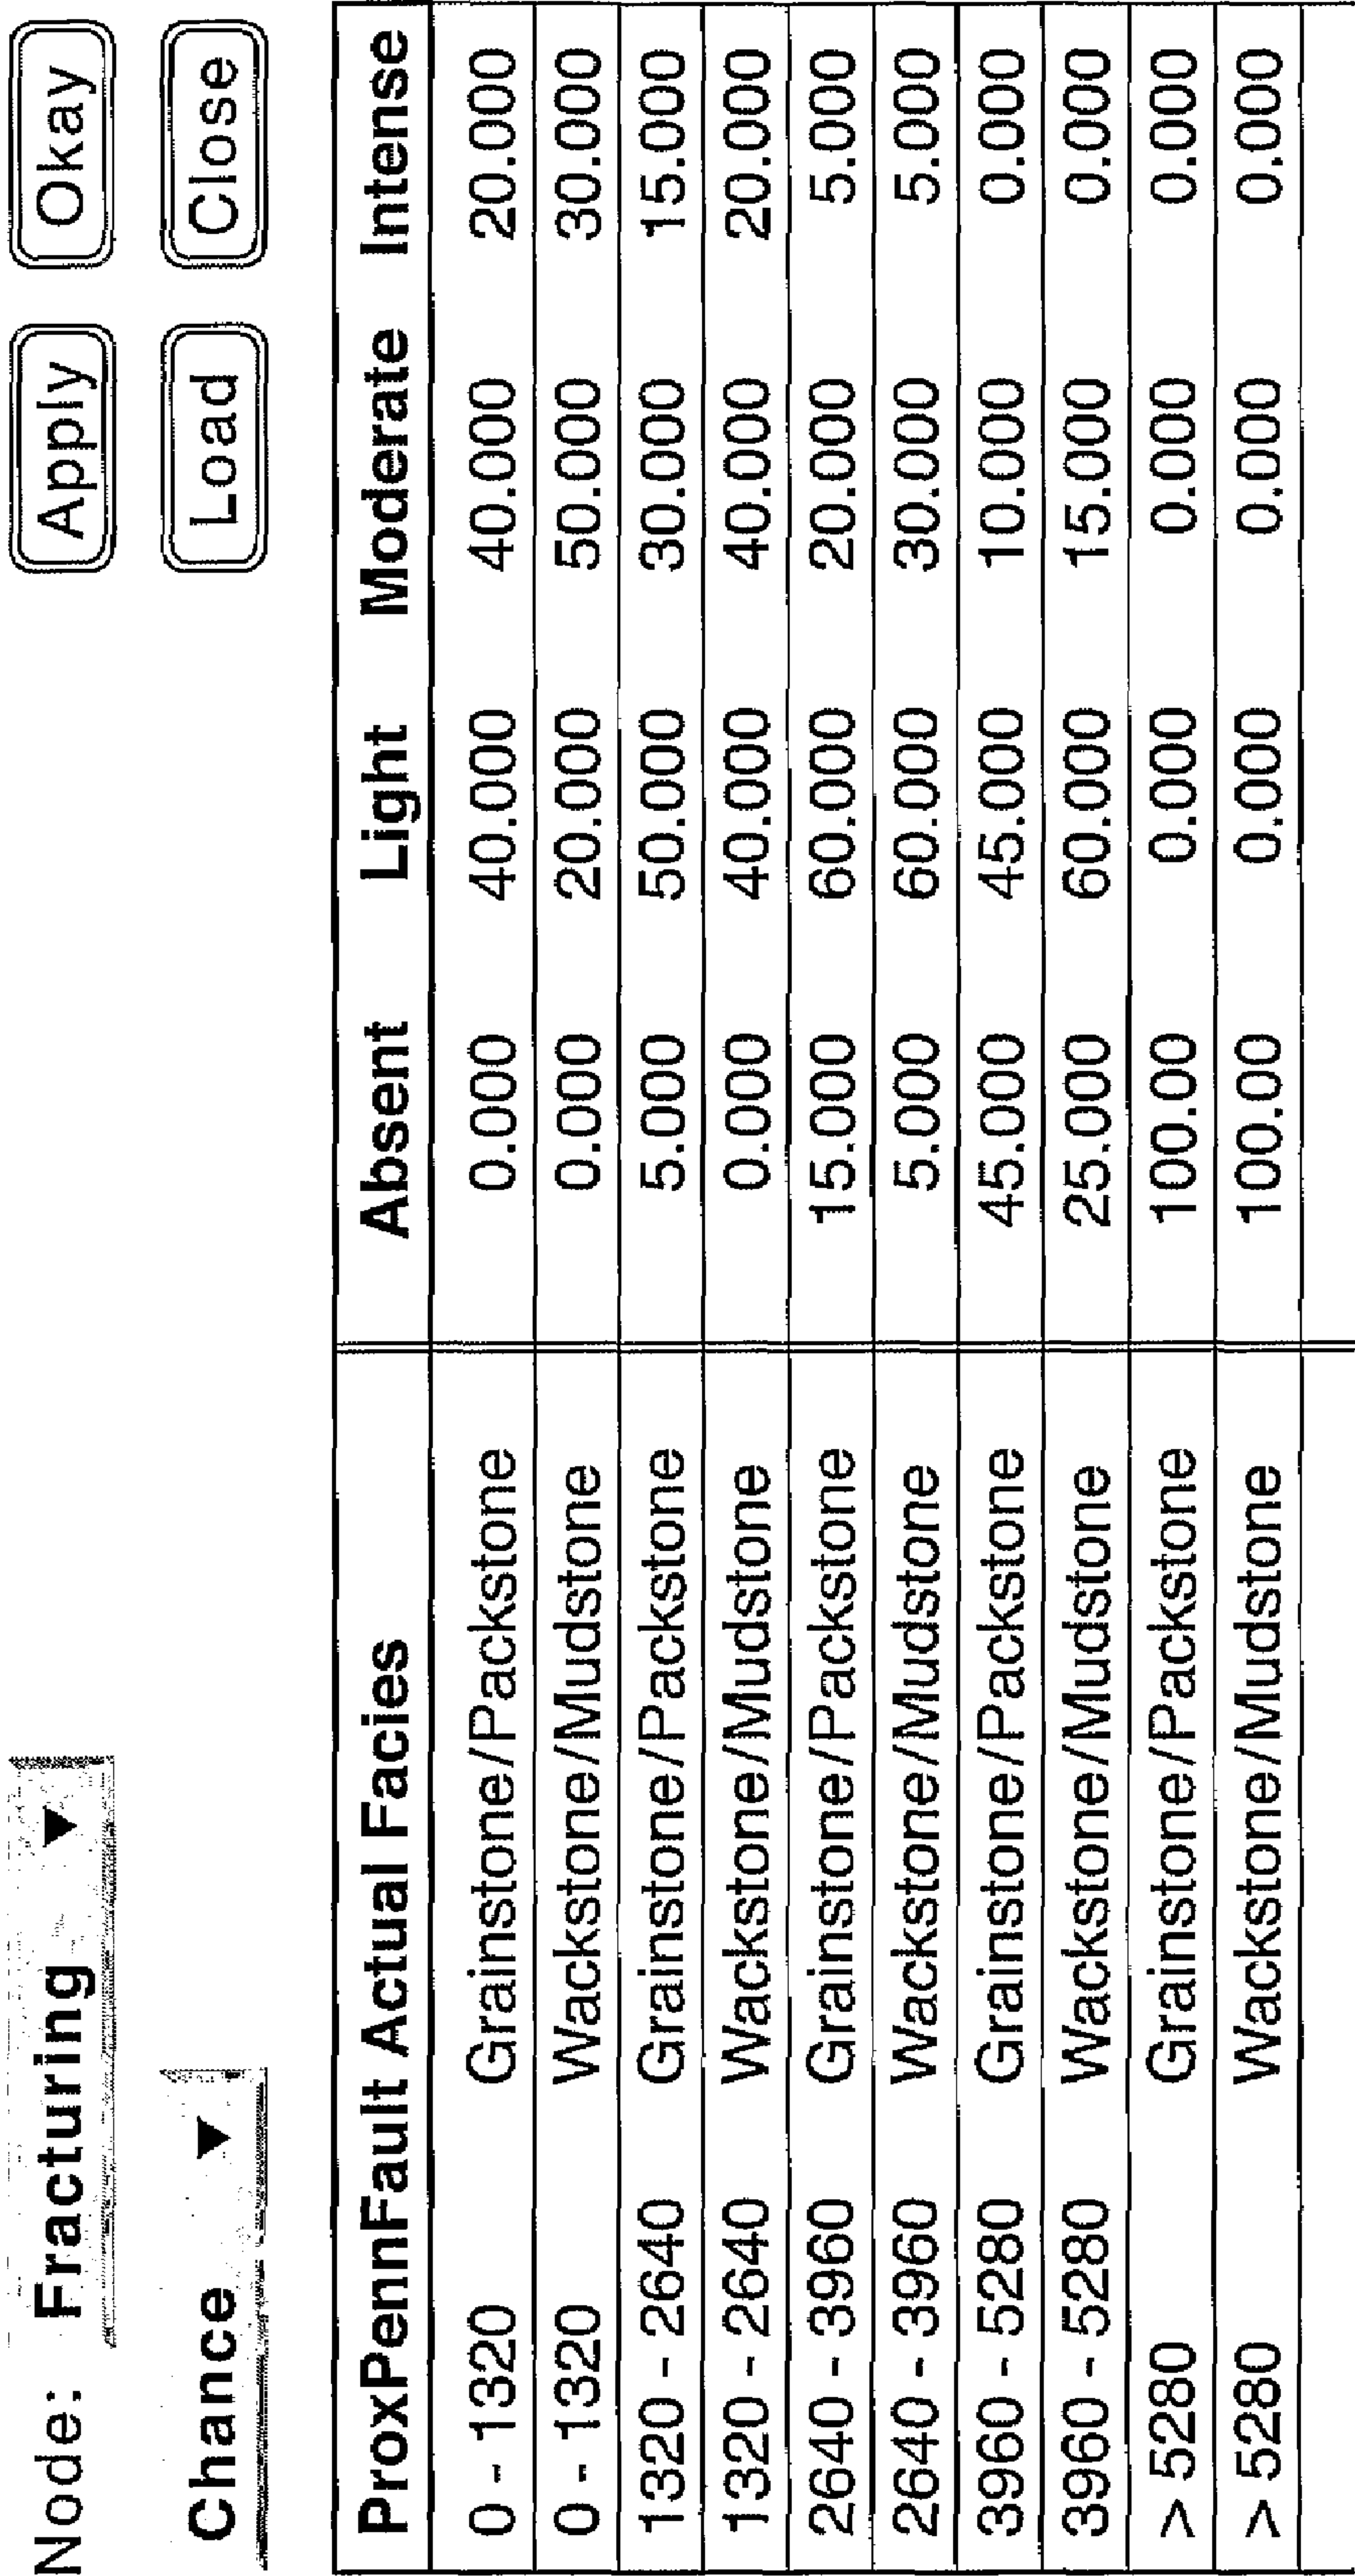 Node: Fracturing ▼ Apply Okay
Chance ▼ Load Close
ProxPennFault Actual Facies Absent Light Moderate Intense
0 - 1320 Grainstone/Packstone 0.000 40.000 40.000 20.000
0 - 1320 Wackstone/Mudstone 0.000 20.000 50.000 30.000
1320 - 2640 Grainstone/Packstone 5.000 50.000 30.000 15.000
1320 - 2640 Wackstone/Mudstone 0.000 40.000 40.000 20.000
2640 - 3960 Grainstone/Packstone 15.000 60.000 20.000 5.000
2640 - 3960 Wackstone/Mudstone 5.000 60.000 30.000 5.000
3960 - 5280 Grainstone/Packstone 45.000 45.000 10.000 0.000
3960 - 5280 Wackstone/Mudstone 25.000 60.000 15.000 0.000
> 5280 Grainstone/Packstone 100.00 0.000 0.000 0.000
> 5280 Wackstone/Mudstone 100.00 0.000 0.000 0.000